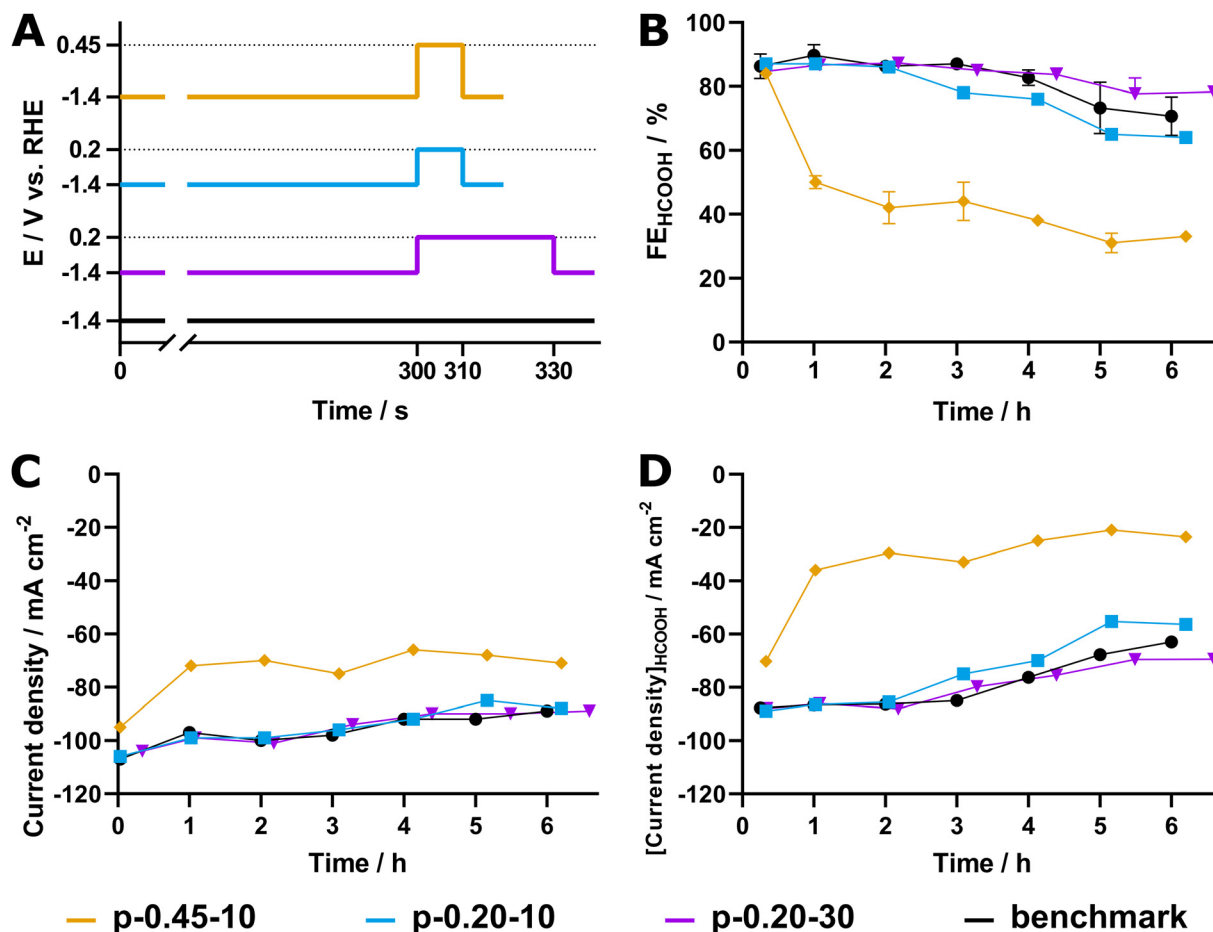 A
E / V vs. RHE
0.45
-1.4
0.2
-1.4
0.2
-1.4
-1.4
0 300 310 330
Time / s
B
FE_HCOOH / %
100
80
60
40
20
0
0 1 2 3 4 5 6
Time / h
C
Current density / mA cm⁻²
0
-20
-40
-60
-80
-100
-120
0 1 2 3 4 5 6
Time / h
D
[Current density]_HCOOH / mA cm⁻²
0
-20
-40
-60
-80
-100
-120
0 1 2 3 4 5 6
Time / h
p-0.45-10 p-0.20-10 p-0.20-30 benchmark